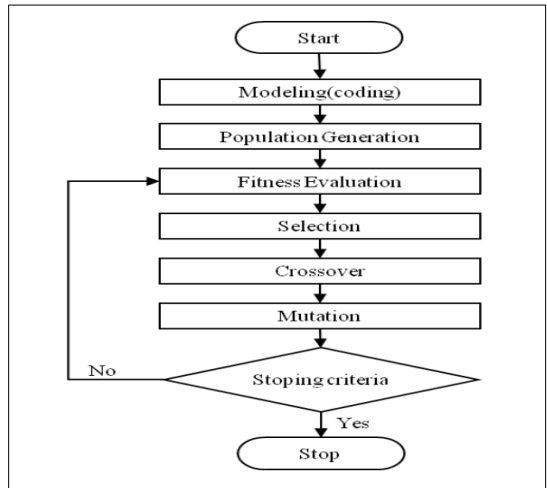 Start
Modeling(coding)
Population Generation
Fitness Evaluation
Selection
Crossover
Mutation
Stoping criteria
No
Yes
Stop